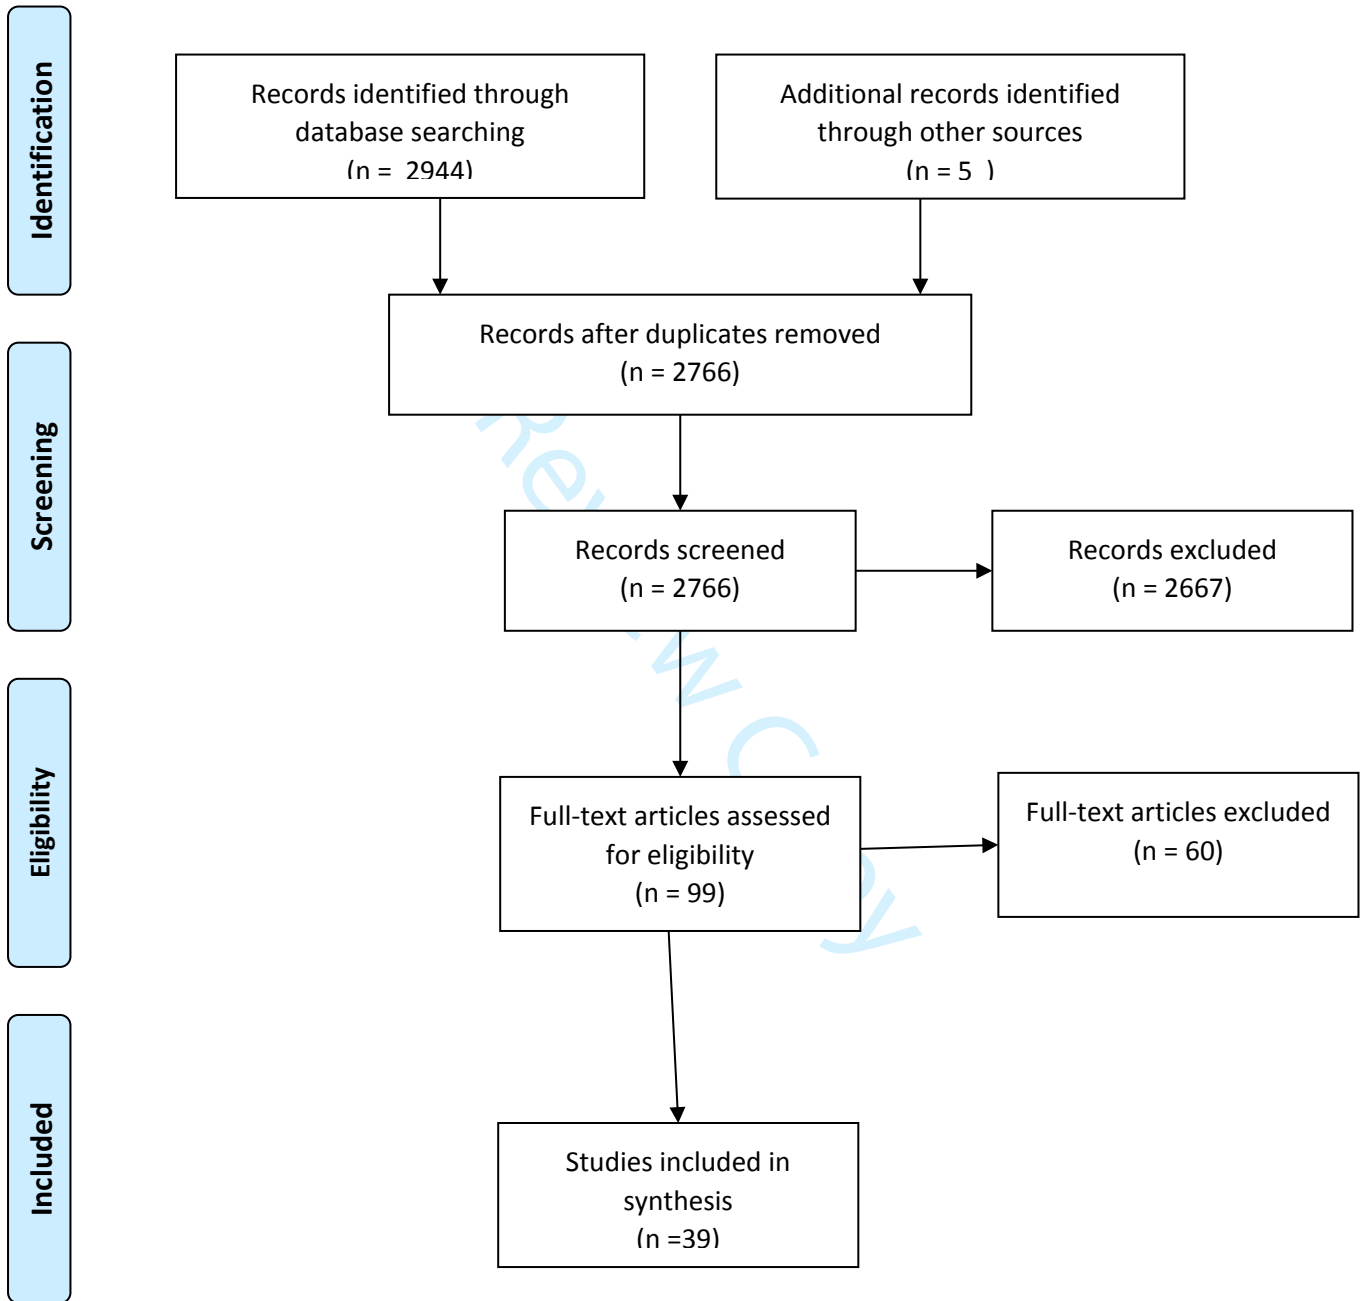 Identification
Records identified through
database searching
(n = 2944)
Additional records identified
through other sources
(n = 5 )
Records after duplicates removed
(n = 2766)
Screening
Records screened
(n = 2766)
Records excluded
(n = 2667)
Eligibility
Full-text articles assessed
for eligibility
(n = 99)
Full-text articles excluded
(n = 60)
Included
Studies included in
synthesis
(n =39)
Review Copy